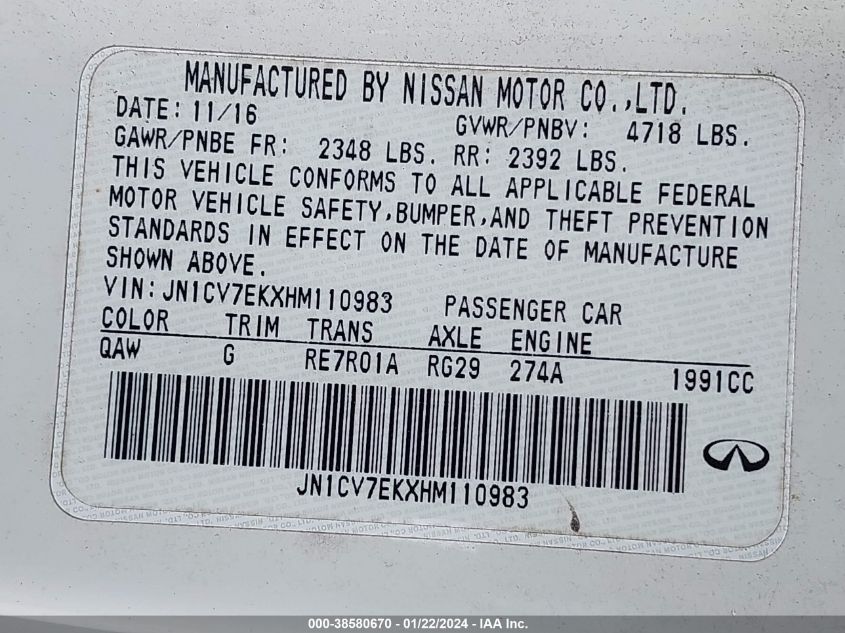 MANUFACTURED BY NISSAN MOTOR CO.,LTD.
DATE: 11/16 GVWR/PNBV: 4718 LBS.
GAWR/PNBE FR: 2348 LBS. RR: 2392 LBS.
THIS VEHICLE CONFORMS TO ALL APPLICABLE FEDERAL
MOTOR VEHICLE SAFETY,BUMPER,AND THEFT PREVENTION
STANDARDS IN EFFECT ON THE DATE OF MANUFACTURE
SHOWN ABOVE.
VIN:JN1CV7EKXHM110983 PASSENGER CAR
COLOR TRIM TRANS AXLE ENGINE
QAW G RE7R01A RG29 274A 1991CC
JN1CV7EKXHM110983
000-38580670 - 01/22/2024 - IAA Inc.